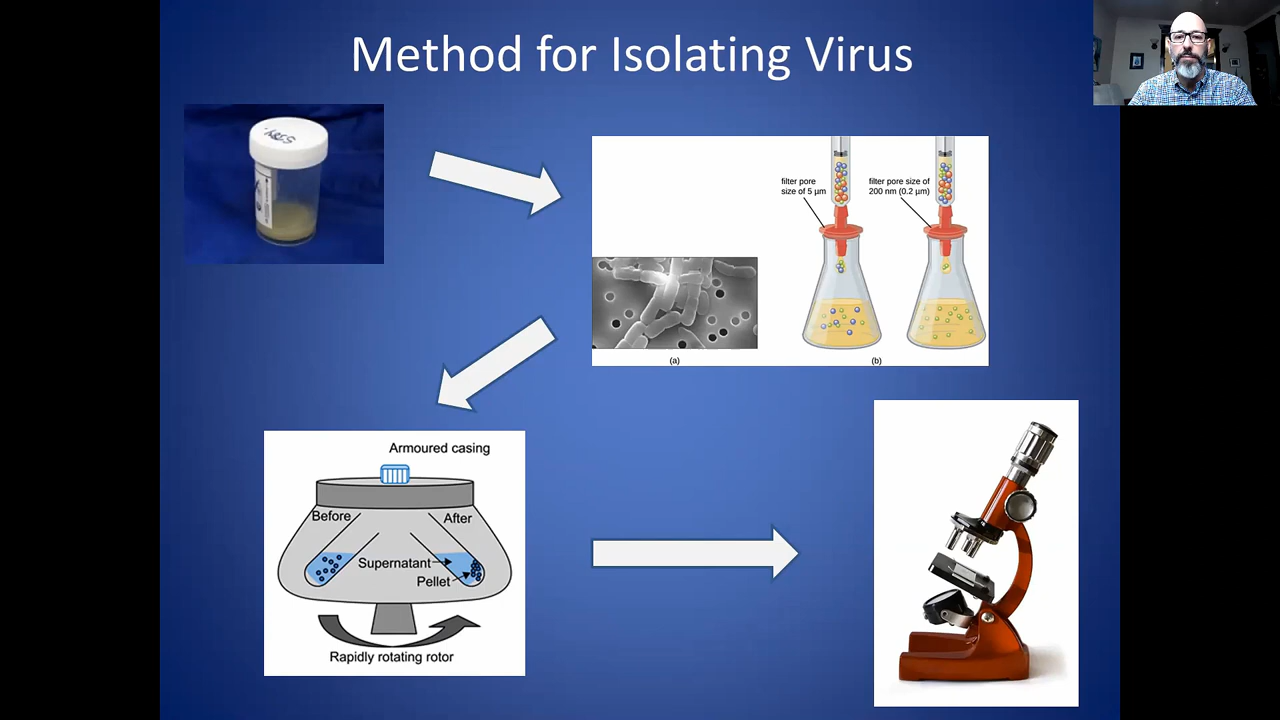 Method for Isolating Virus
filter pore
size of 5 µm
filter pore size of
200 nm (0.2 µm)
(a)
(b)
Armoured casing
Before
After
Supernatant
Pellet
Rapidly rotating rotor